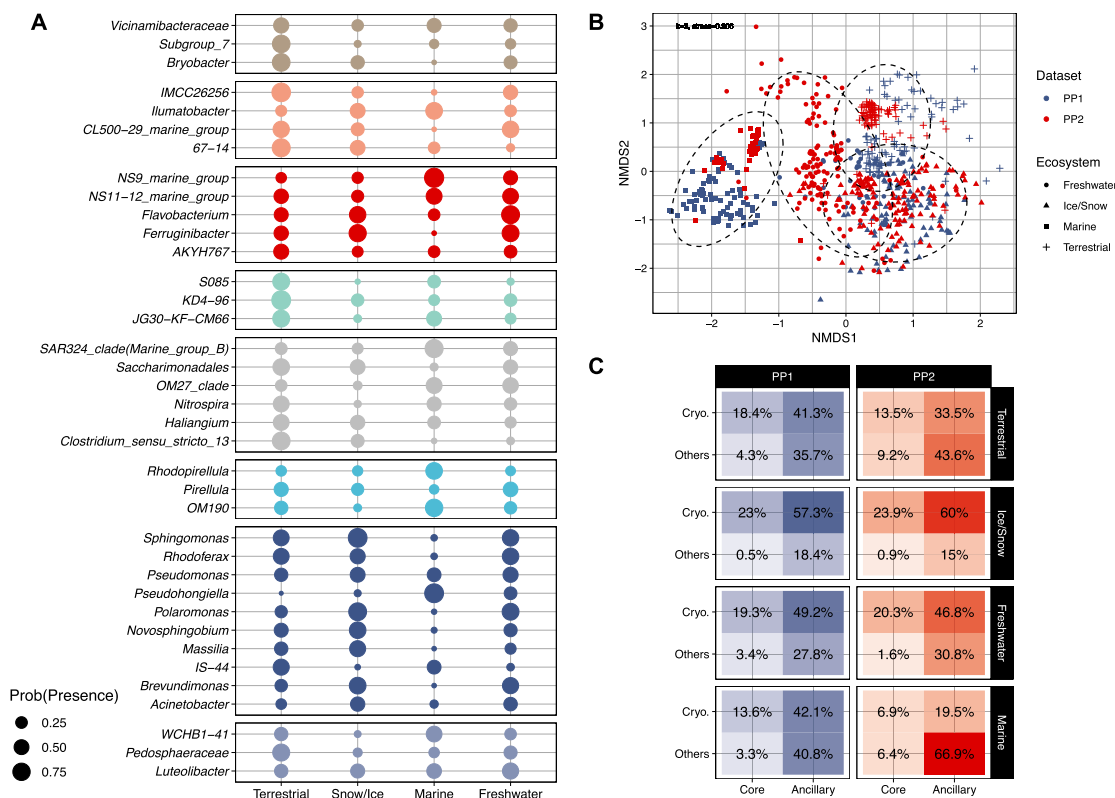 A
Vicinamibacteraceae
Subgroup_7
Bryobacter
IMCC26256
Ilumatobacter
CL500−29_marine_group
67−14
NS9_marine_group
NS11−12_marine_group
Flavobacterium
Ferruginibacter
AKYH767
S085
KD4−96
JG30−KF−CM66
SAR324_clade(Marine_group_B)
Saccharimonadales
OM27_clade
Nitrospira
Haliangium
Clostridium_sensu_stricto_13
Rhodopirellula
Pirellula
OM190
Sphingomonas
Rhodoferax
Pseudomonas
Pseudohongiella
Polaromonas
Novosphingobium
Massilia
IS−44
Brevundimonas
Acinetobacter
WCHB1−41
Pedosphaeraceae
Luteolibacter
Terrestrial Snow/Ice Marine Freshwater
Prob(Presence)
0.25
0.50
0.75
B
NMDS2
3
2
1
0
−1
−2
−2 −1 0 1 2
NMDS1
Dataset
PP1
PP2
Ecosystem
Freshwater
Ice/Snow
Marine
Terrestrial
C
PP1 PP2
Cryo. 18.4% 41.3% 13.5% 33.5%
Others 4.3% 35.7% 9.2% 43.6%
Terrestrial
Cryo. 23% 57.3% 23.9% 60%
Others 0.5% 18.4% 0.9% 15%
Ice/Snow
Cryo. 19.3% 49.2% 20.3% 46.8%
Others 3.4% 27.8% 1.6% 30.8%
Freshwater
Cryo. 13.6% 42.1% 6.9% 19.5%
Others 3.3% 40.8% 6.4% 66.9%
Marine
Core Ancillary Core Ancillary